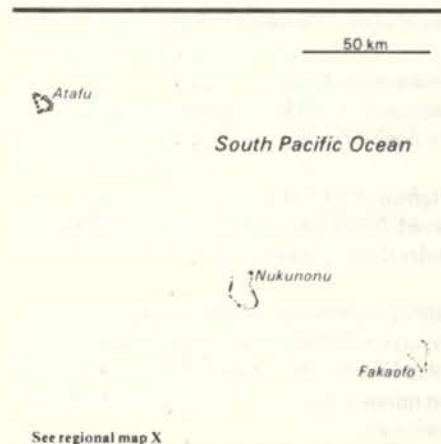 50 km
Atafu
South Pacific Ocean
Nukunonu
Fakaofo
See regional map X